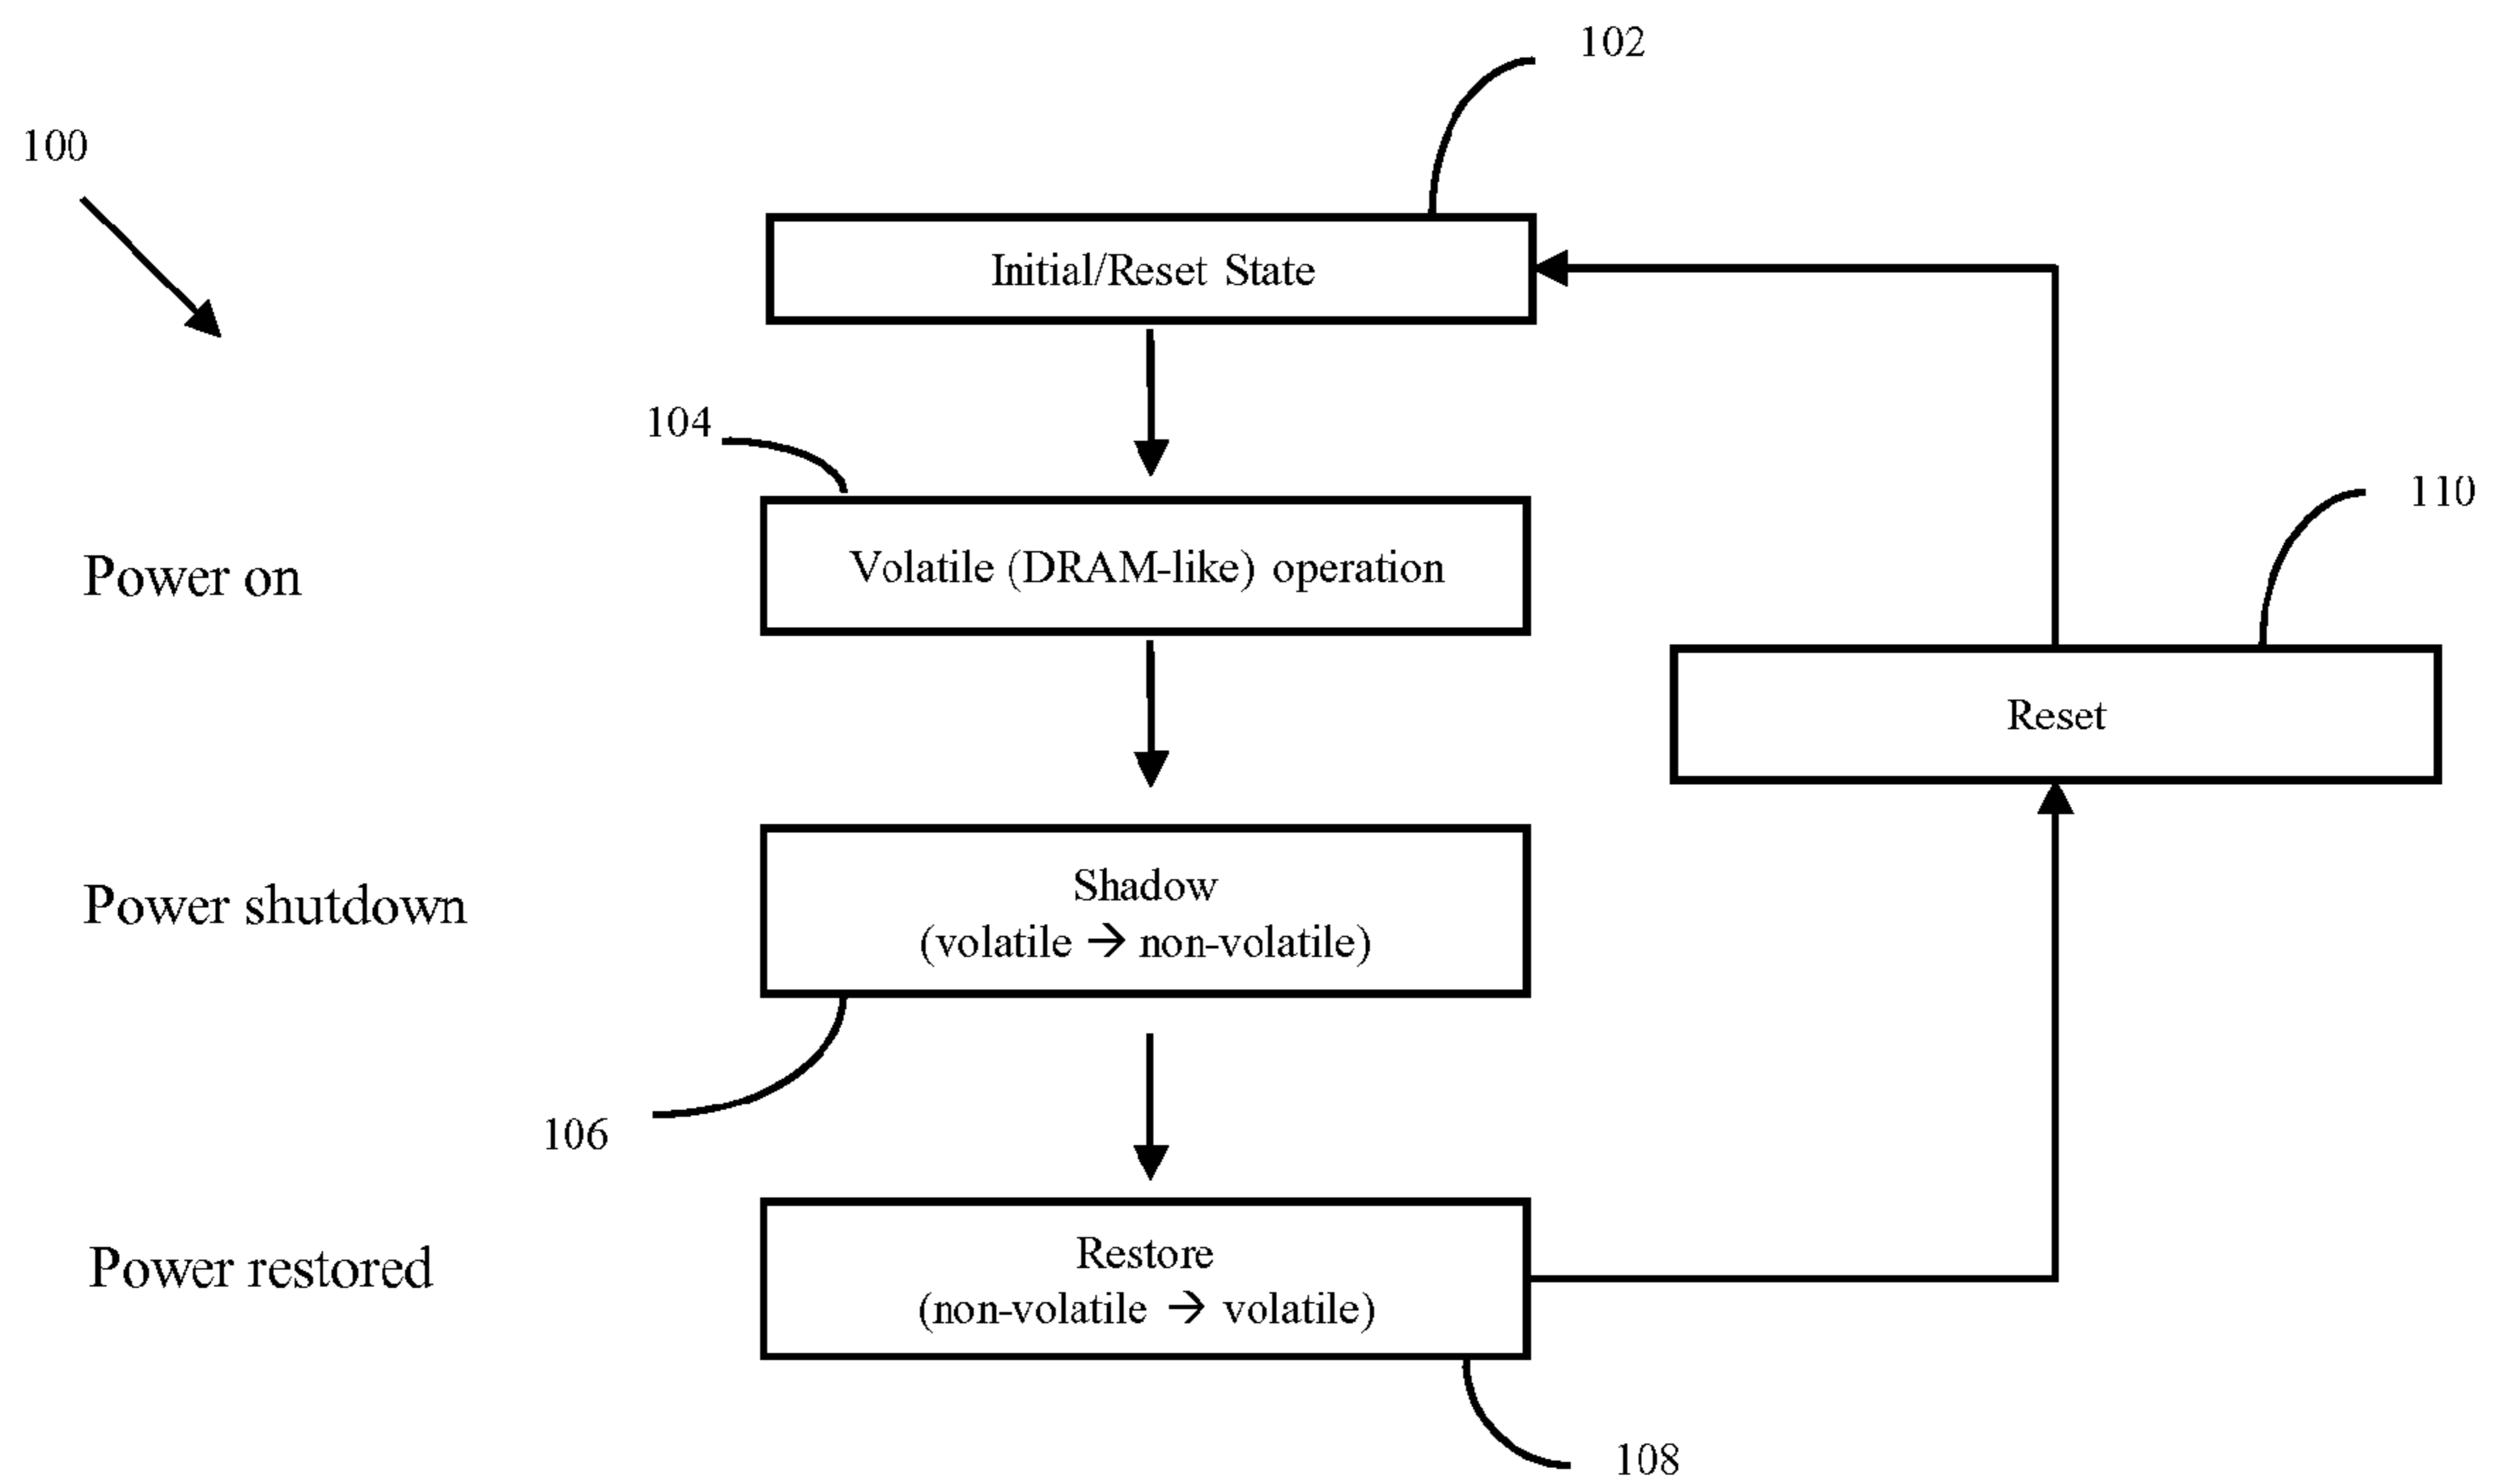 102
100
Initial/Reset State
104
110
Power on
Volatile (DRAM-like) operation
Reset
Power shutdown
Shadow
(volatile → non-volatile)
106
Power restored
Restore
(non-volatile → volatile)
108